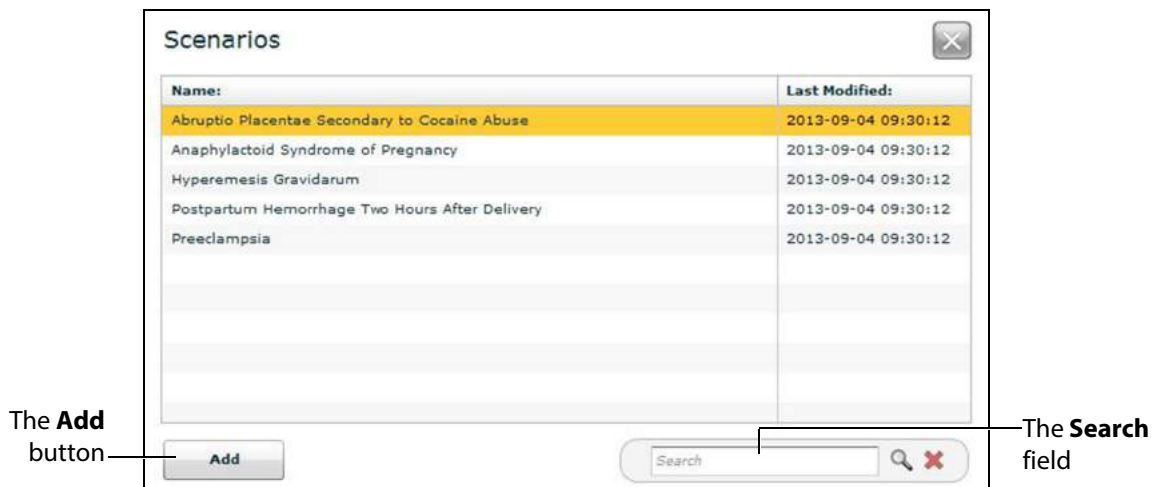 Scenarios
Name: Last Modified:
Abruptio Placentae Secondary to Cocaine Abuse 2013-09-04 09:30:12
Anaphylactoid Syndrome of Pregnancy 2013-09-04 09:30:12
Hyperemesis Gravidarum 2013-09-04 09:30:12
Postpartum Hemorrhage Two Hours After Delivery 2013-09-04 09:30:12
Preeclampsia 2013-09-04 09:30:12
The Add
button
Add
Search
The Search
field